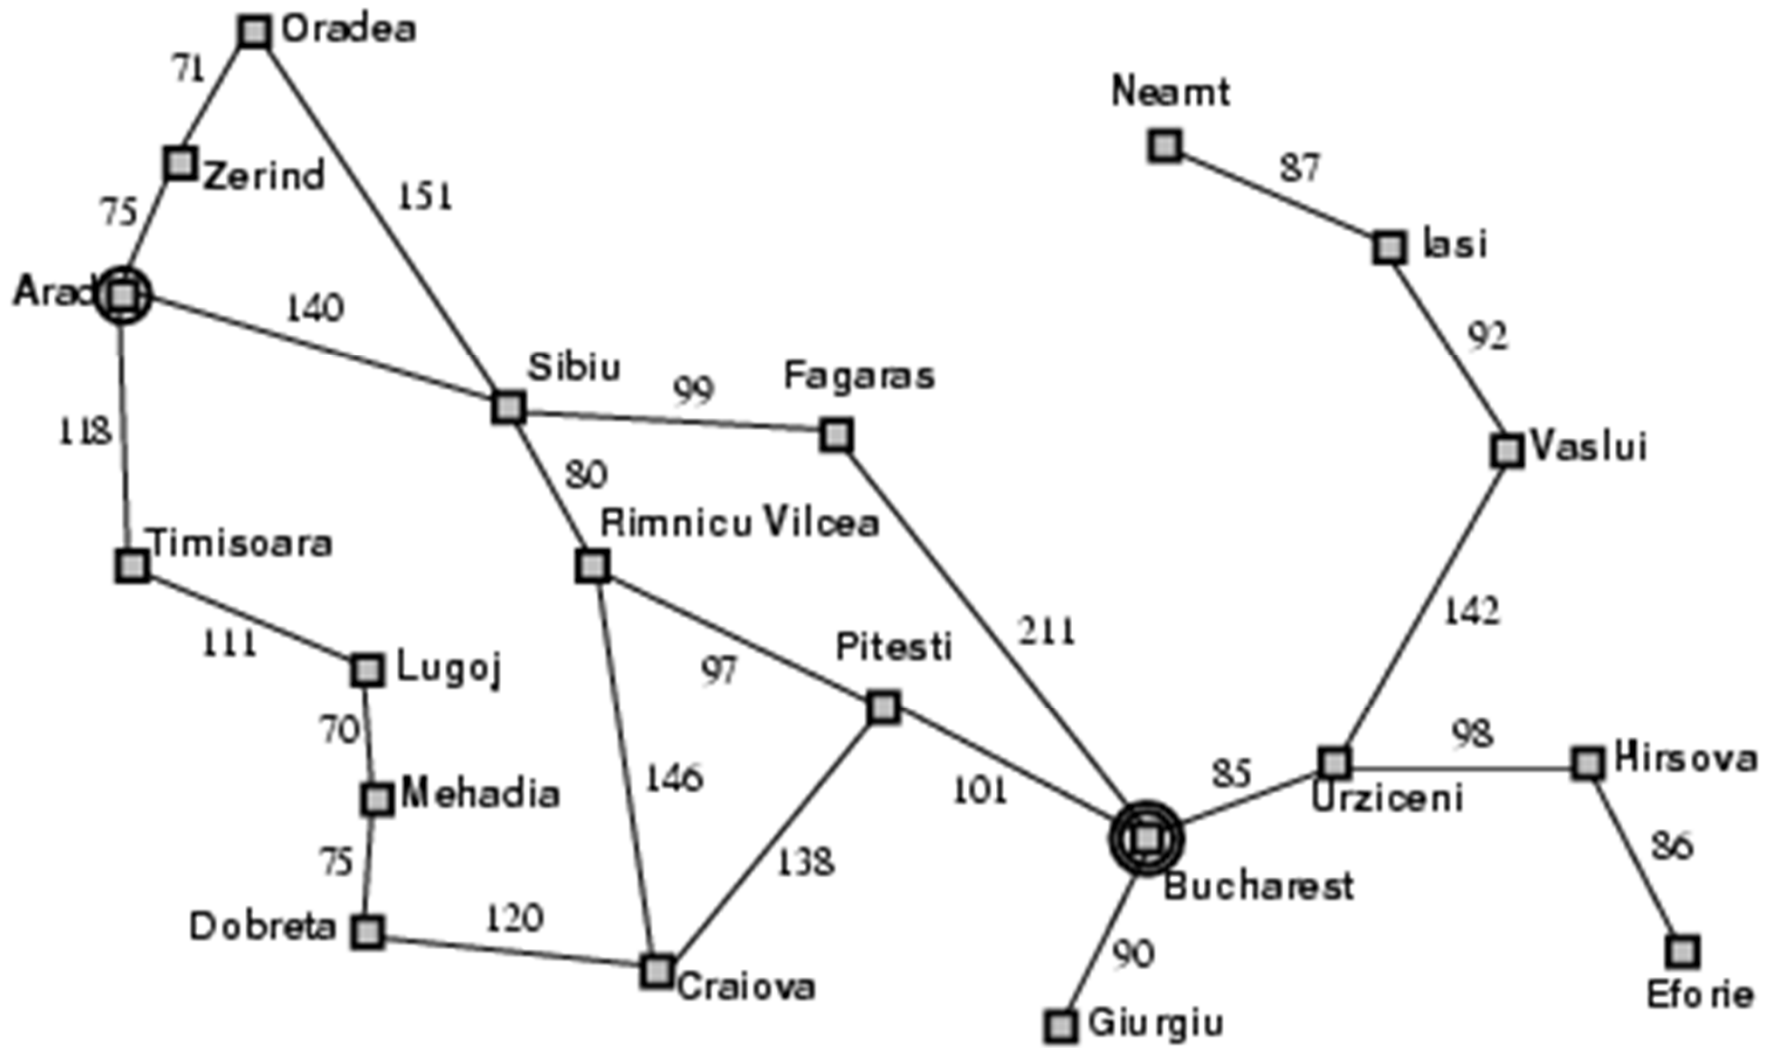 Oradea
71
Neamt
Zerind
87
151
75
Iasi
Arad
140
92
Sibiu
99
Fagaras
118
Vaslui
80
Rimnicu Vilcea
Timisoara
142
211
111
Pitesti
Lugoj
97
70
98
Hirsova
146
85
101
Mehadia
Urziceni
86
75
138
Bucharest
120
Dobreta
90
Craiova
Eforie
Giurgiu